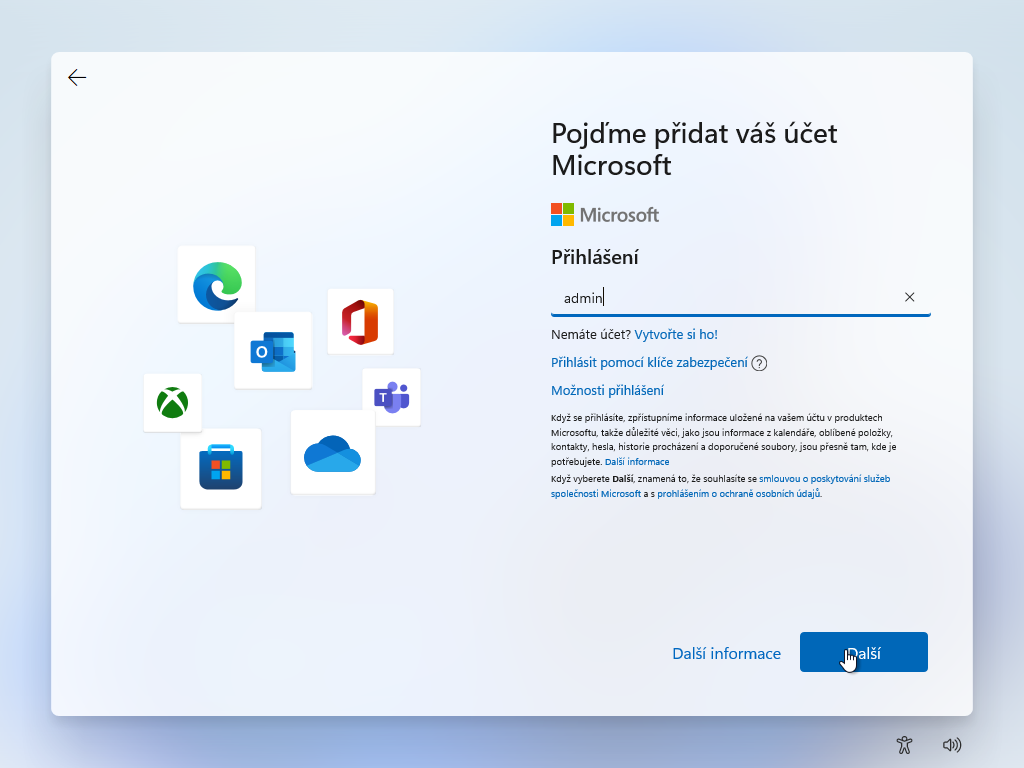 Pojďme přidat váš účet
Microsoft
Microsoft
Přihlášení
admin
Nemáte účet? Vytvořte si ho!
Přihlásit pomocí klíče zabezpečení ?
Možnosti přihlášení
Když se přihlásíte, zpřístupníme informace uložené na vašem účtu v produktech
Microsoftu, takže důležité věci, jako jsou informace z kalendáře, oblíbené položky,
kontakty, hesla, historie procházení a doporučené soubory, jsou přesně tam, kde je
potřebujete. Další informace
Když vyberete Další, znamená to, že souhlasíte se smlouvou o poskytování služeb
společnosti Microsoft a s prohlášením o ochraně osobních údajů.
Další informace
Další
O
T